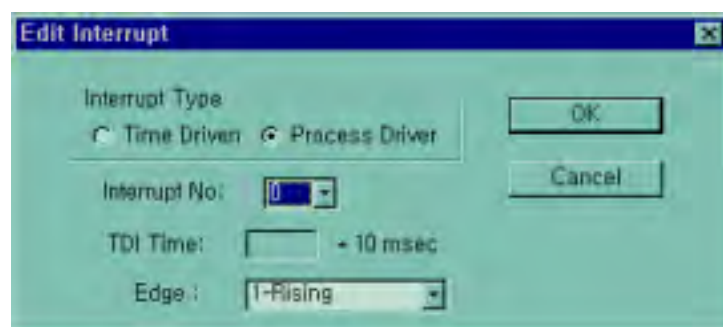 Edit Interrupt
Interrupt Type
Time Driven Process Driver
OK
Interrupt No: 0
Cancel
TDI Time: * 10 msec
Edge : 1-Rising